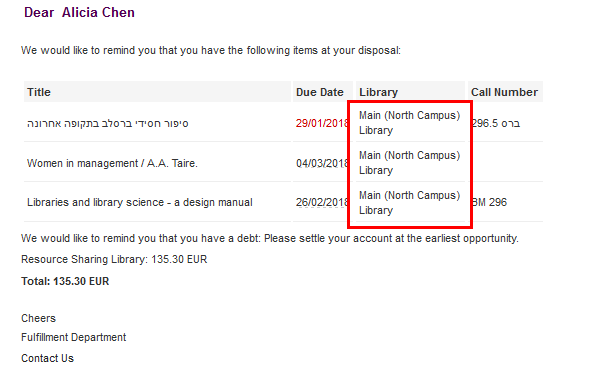 Dear Alicia Chen
We would like to remind you that you have the following items at your disposal:
Title Due Date Library Call Number
סיפור חסידי ברסלב בתקופה אחרונה 29/01/2018 Main (North Campus) Library 296.5 ברס
Women in management / A.A. Taire. 04/03/2018 Main (North Campus) Library
Libraries and library science - a design manual 26/02/2018 Main (North Campus) Library BM 296
We would like to remind you that you have a debt: Please settle your account at the earliest opportunity.
Resource Sharing Library: 135.30 EUR
Total: 135.30 EUR
Cheers
Fulfillment Department
Contact Us